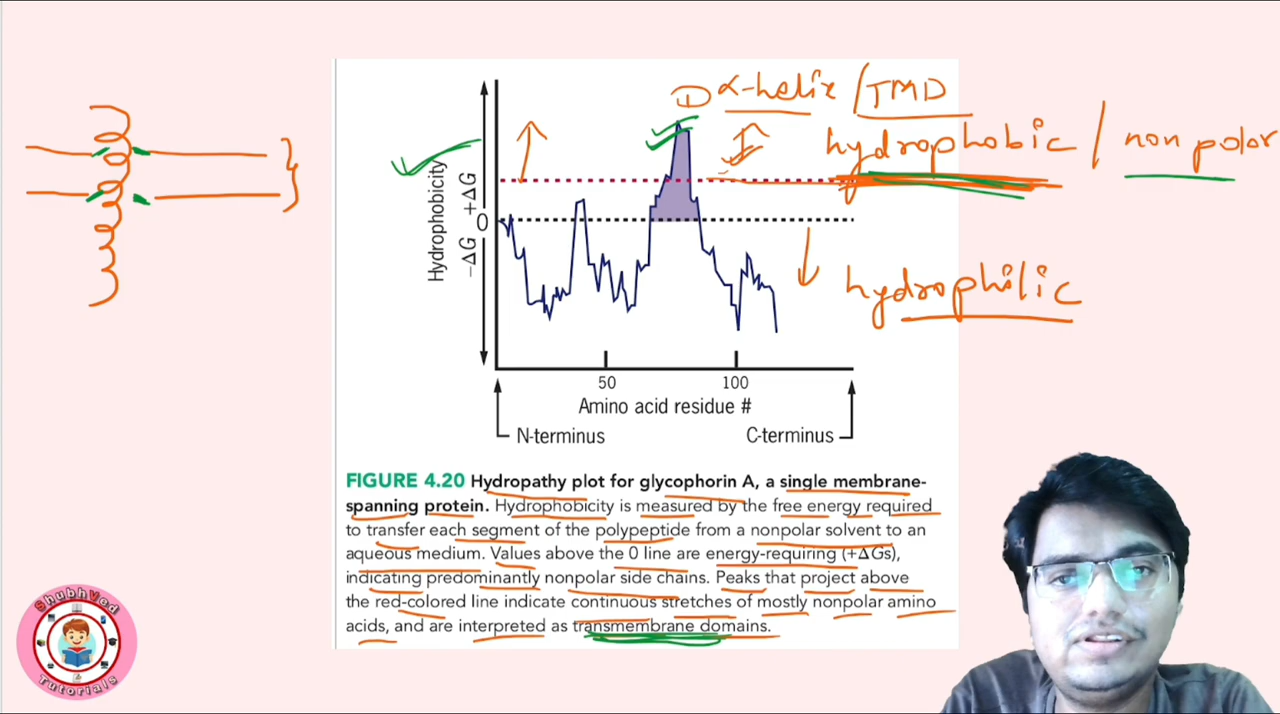 ① α-helix / TMD
hydrophobic / non polar
hydrophilic
Hydrophobicity
+ΔG
0
−ΔG
50 100
Amino acid residue #
N-terminus C-terminus
FIGURE 4.20 Hydropathy plot for glycophorin A, a single membrane-
spanning protein. Hydrophobicity is measured by the free energy required
to transfer each segment of the polypeptide from a nonpolar solvent to an
aqueous medium. Values above the 0 line are energy-requiring (+ΔGs),
indicating predominantly nonpolar side chains. Peaks that project above
the red-colored line indicate continuous stretches of mostly nonpolar amino
acids, and are interpreted as transmembrane domains.
ShubhVed
Tutorials